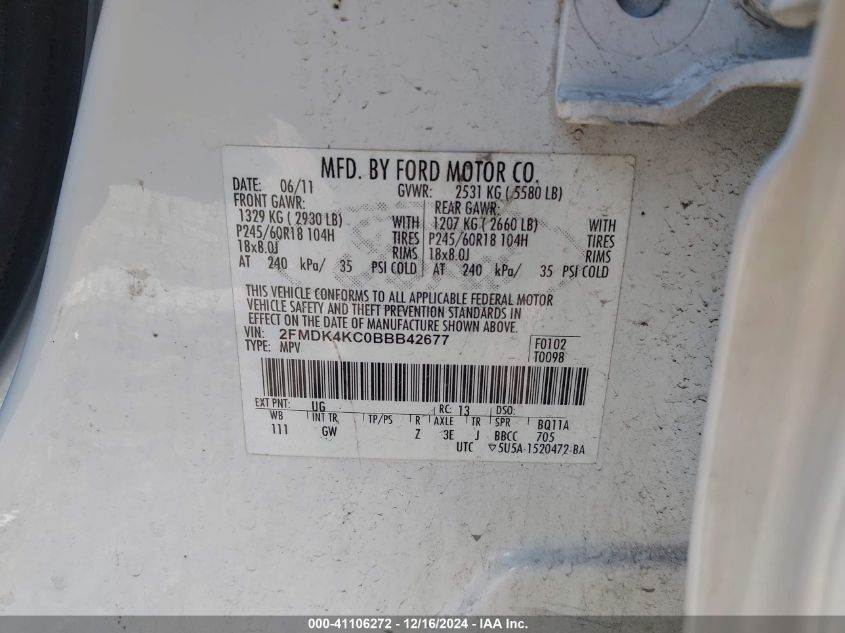 MFD. BY FORD MOTOR CO.
DATE: 06/11 GVWR: 2531 KG ( 5580 LB)
FRONT GAWR: REAR GAWR:
1329 KG ( 2930 LB) WITH 1207 KG ( 2660 LB) WITH
P245/60R18 104H TIRES P245/60R18 104H TIRES
18x8.0J RIMS 18x8.0J RIMS
AT 240 kPa/ 35 PSI COLD AT 240 kPa/ 35 PSI COLD
THIS VEHICLE CONFORMS TO ALL APPLICABLE FEDERAL MOTOR
VEHICLE SAFETY AND THEFT PREVENTION STANDARDS IN
EFFECT ON THE DATE OF MANUFACTURE SHOWN ABOVE.
VIN: 2FMDK4KC0BBB42677 F0102
TYPE: MPV T0098
EXT PNT: UG RC: 13 DSO:
WB INT TR TP/PS R AXLE TR SPR BQ11A
111 GW Z 3E J BBCC 705
UTC ▽5U5A-1520472-BA
000-41106272 - 12/16/2024 - IAA Inc.